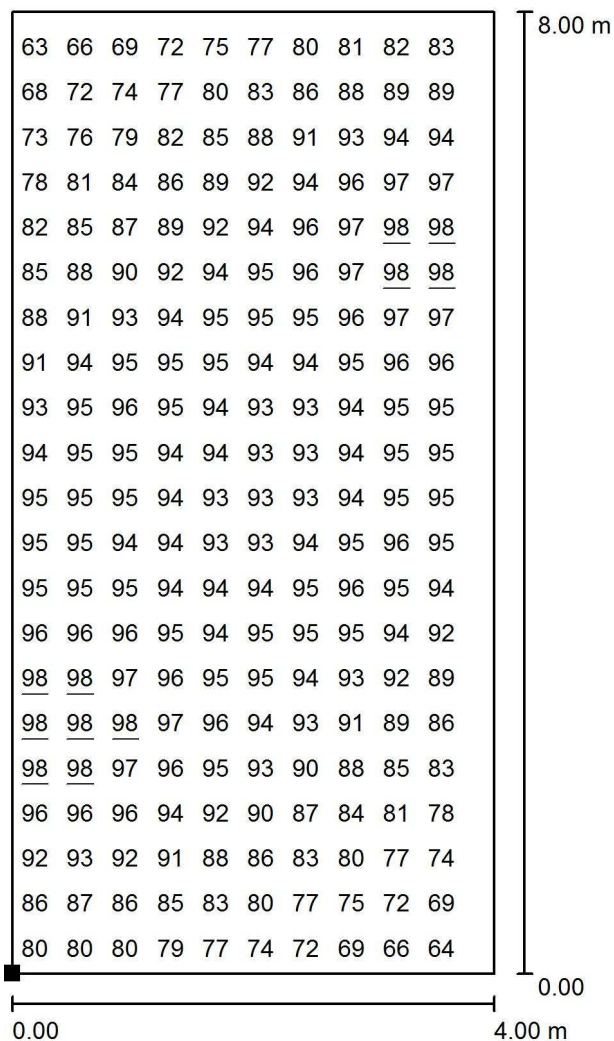 8.00 m
63 66 69 72 75 77 80 81 82 83
68 72 74 77 80 83 86 88 89 89
73 76 79 82 85 88 91 93 94 94
78 81 84 86 89 92 94 96 97 97
82 85 87 89 92 94 96 97 98 98
85 88 90 92 94 95 96 97 98 98
88 91 93 94 95 95 95 96 97 97
91 94 95 95 95 94 94 95 96 96
93 95 96 95 94 93 93 94 95 95
94 95 95 94 94 93 93 94 95 95
95 95 95 94 93 93 93 94 95 95
95 95 94 94 93 93 94 95 96 95
95 95 95 94 94 94 95 96 95 94
96 96 96 95 94 95 95 95 94 92
98 98 97 96 95 95 94 93 92 89
98 98 98 97 96 94 93 91 89 86
98 98 97 96 95 93 90 88 85 83
96 96 96 94 92 90 87 84 81 78
92 93 92 91 88 86 83 80 77 74
86 87 86 85 83 80 77 75 72 69
80 80 80 79 77 74 72 69 66 64
0.00
0.00 4.00 m